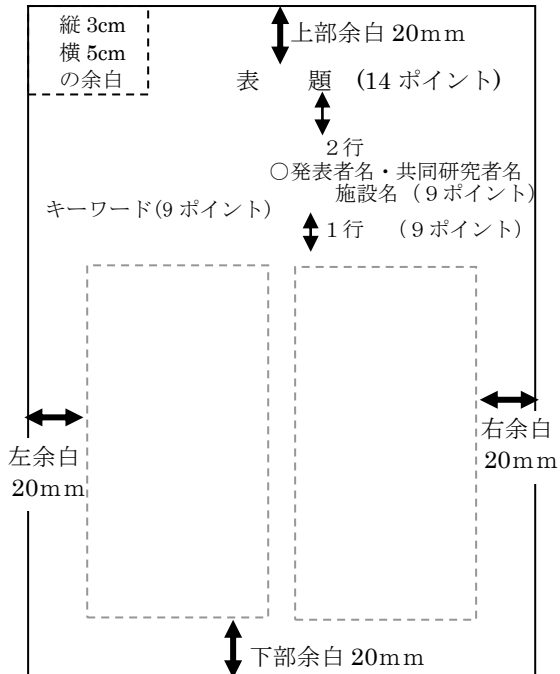 縦 3cm
横 5cm
の余白
上部余白 20mm
表　題 (14 ポイント)
２行
○発表者名・共同研究者名
施設名（９ポイント）
キーワード(9 ポイント)
１行　（９ポイント）
左余白
20mm
右余白
20mm
下部余白 20mm